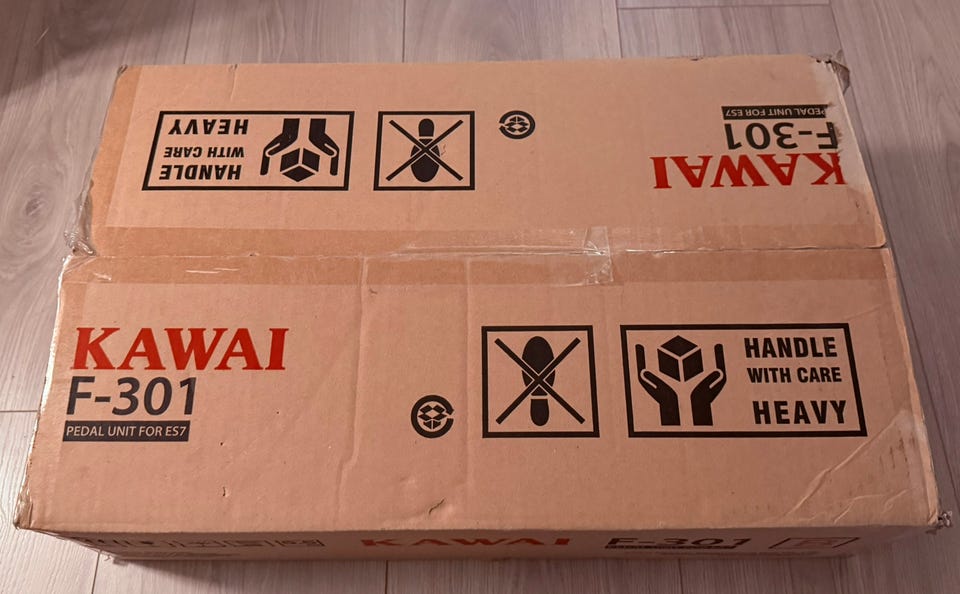 HANDLE
WITH CARE
HEAVY
KAWAI
F-301
PEDAL UNIT FOR ES7
KAWAI
F-301
PEDAL UNIT FOR ES7
HANDLE
WITH CARE
HEAVY
KAWAI
F-301